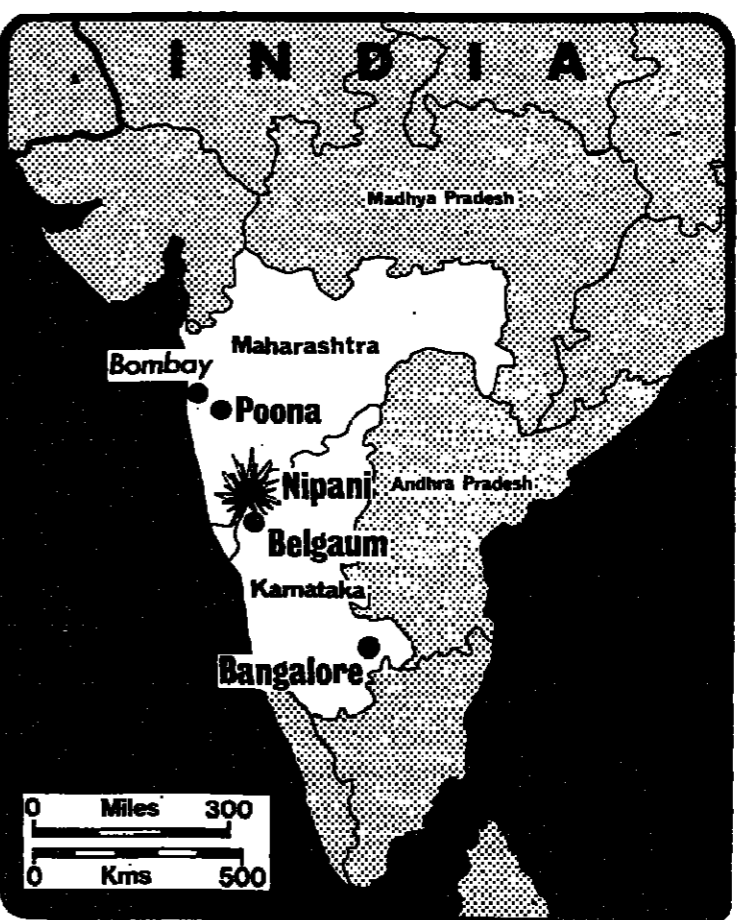 INDIA
Madhya Pradesh
Maharashtra
Bombay
Poona
Nipani
Andhra Pradesh
Belgaum
Karnataka
Bangalore
0 Miles 300
0 Kms 500